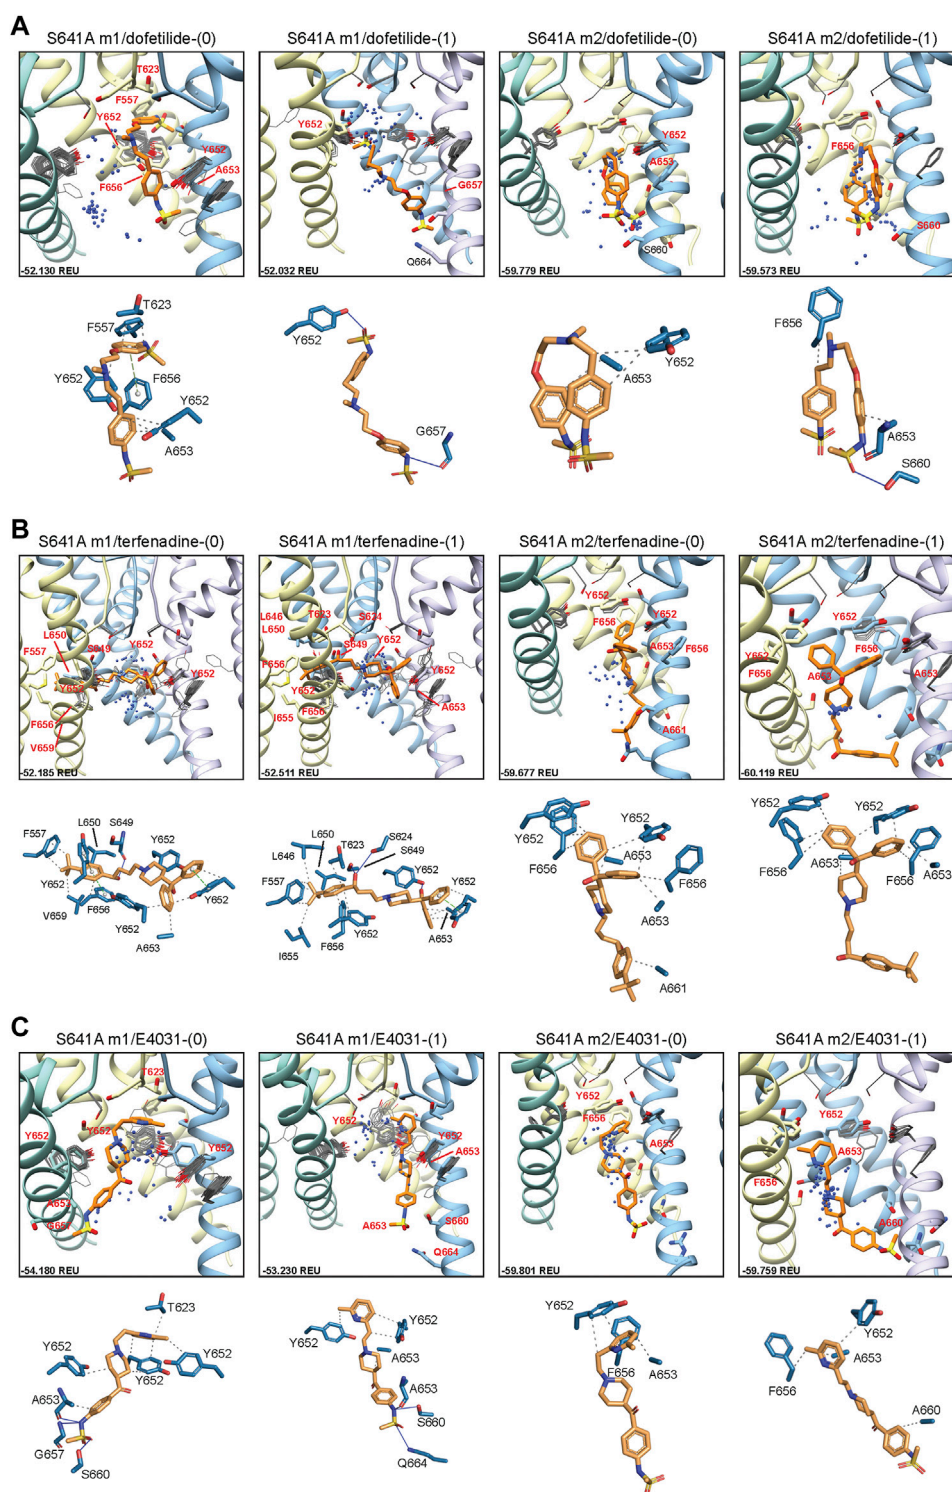 A
S641A m1/dofetilide-(0)
S641A m1/dofetilide-(1)
S641A m2/dofetilide-(0)
S641A m2/dofetilide-(1)
T623
F557
Y652
Y652
A653
F656
-52.130 REU
Y652
G657
Q664
-52.032 REU
Y652
A653
S660
-59.779 REU
F656
S660
-59.573 REU
T623
F557
Y652
F656
Y652
A653
Y652
G657
A653
Y652
F656
A653
S660
B
S641A m1/terfenadine-(0)
S641A m1/terfenadine-(1)
S641A m2/terfenadine-(0)
S641A m2/terfenadine-(1)
L650
S649
Y652
F557
Y652
Y652
F656
V659
-52.185 REU
L646
T623
S624
L650
S649
Y652
F656
Y652
Y652
F656
A653
I655
-52.511 REU
Y652
F656
Y652
A653
F656
A661
-59.677 REU
Y652
F656
Y652
F656
A663
A653
-60.119 REU
L650
S649
F557
Y652
Y652
V659
F656
Y652
Y652
A653
L650
T623
S624
L646
S649
F557
Y652
Y652
I655
F656
Y652
A653
Y652
Y652
F656
A653
F656
A653
A661
Y652
Y652
F656
A653
F656
A653
C
S641A m1/E4031-(0)
S641A m1/E4031-(1)
S641A m2/E4031-(0)
S641A m2/E4031-(1)
T623
Y652
Y652
Y652
A653
G657
-54.180 REU
Y652
Y652
A653
A653
S660
Q664
-53.230 REU
Y652
F656
A653
-59.801 REU
Y652
A653
F656
A660
-59.759 REU
T623
Y652
Y652
Y652
A653
G657
S660
Y652
Y652
A653
A653
S660
Q664
Y652
F656
A653
Y652
A653
F656
A660